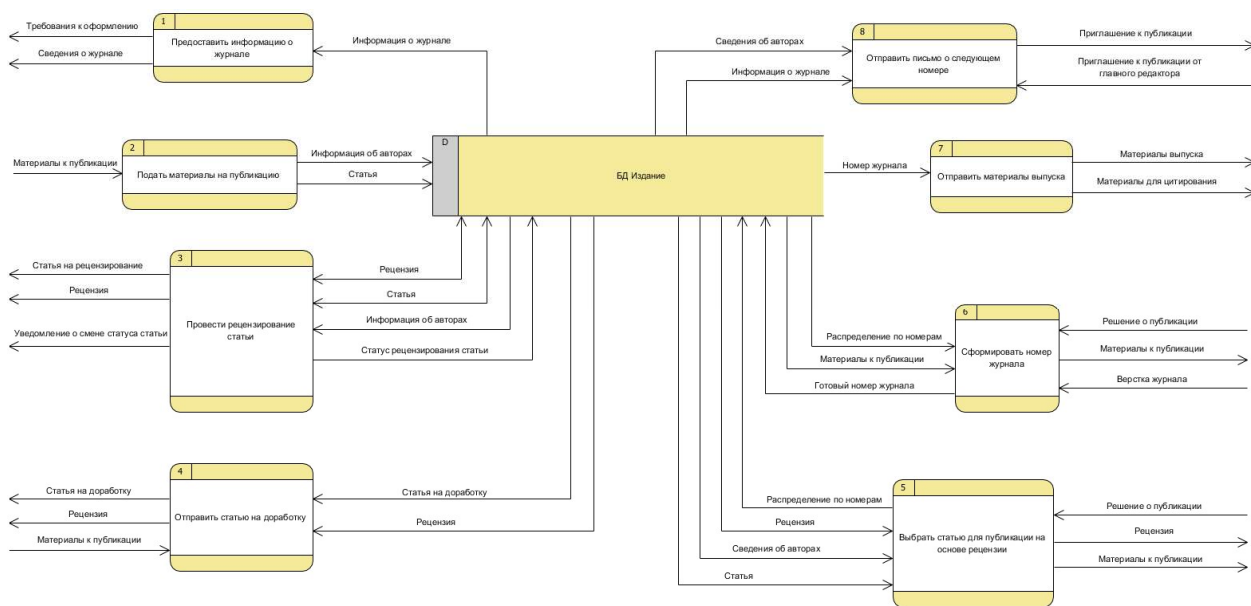 1
Предоставить информацию о
журнале
Требования к оформлению
Сведения о журнале
Информация о журнале
8
Отправить письмо о следующем
номере
Сведения об авторах
Информация о журнале
Приглашение к публикации
Приглашение к публикации от
главного редактора
2
Подать материалы на публикацию
Материалы к публикации
Информация об авторах
Статья
D
БД Издание
7
Отправить материалы выпуска
Номер журнала
Материалы выпуска
Материалы для цитирования
3
Провести рецензирование
статьи
Статья на рецензирование
Рецензия
Уведомление о смене статуса статьи
Рецензия
Статья
Информация об авторах
Статус рецензирования статьи
6
Сформировать номер
журнала
Распределение по номерам
Материалы к публикации
Готовый номер журнала
Решение о публикации
Материалы к публикации
Верстка журнала
4
Отправить статью на доработку
Статья на доработку
Рецензия
Материалы к публикации
Статья на доработку
Рецензия
5
Выбрать статью для публикации на
основе рецензии
Распределение по номерам
Рецензия
Сведения об авторах
Статья
Решение о публикации
Рецензия
Материалы к публикации